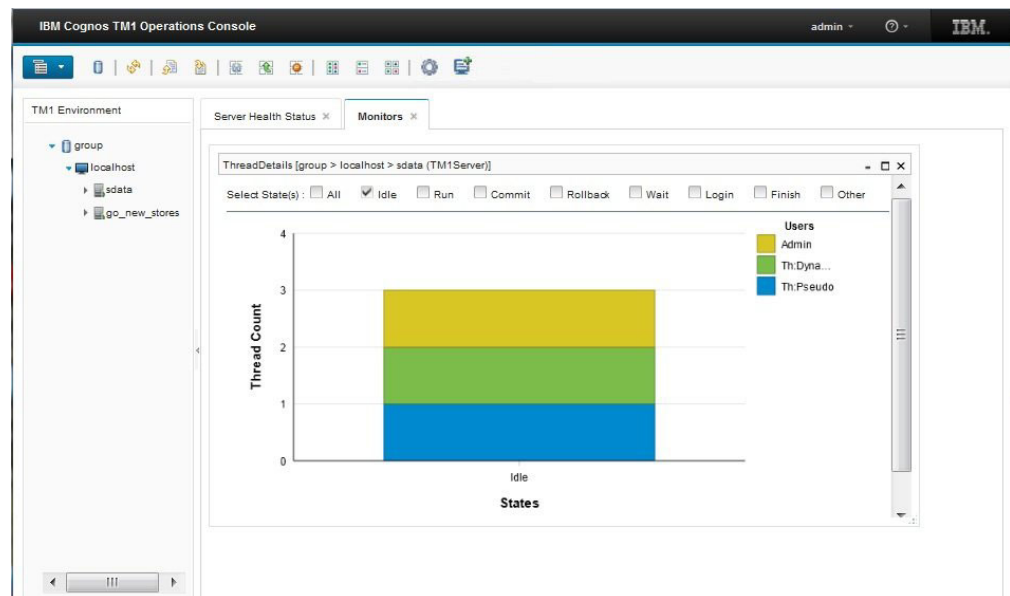 IBM Cognos TM1 Operations Console
admin
IBM.
TM1 Environment
Server Health Status ×
Monitors ×
group
localhost
sdata
go_new_stores
ThreadDetails [group > localhost > sdata (TM1Server)]
Select State(s) : All Idle Run Commit Rollback Wait Login Finish Other
Users
Admin
Th:Dyna...
Th:Pseudo
Thread Count
4
3
2
1
0
Idle
States